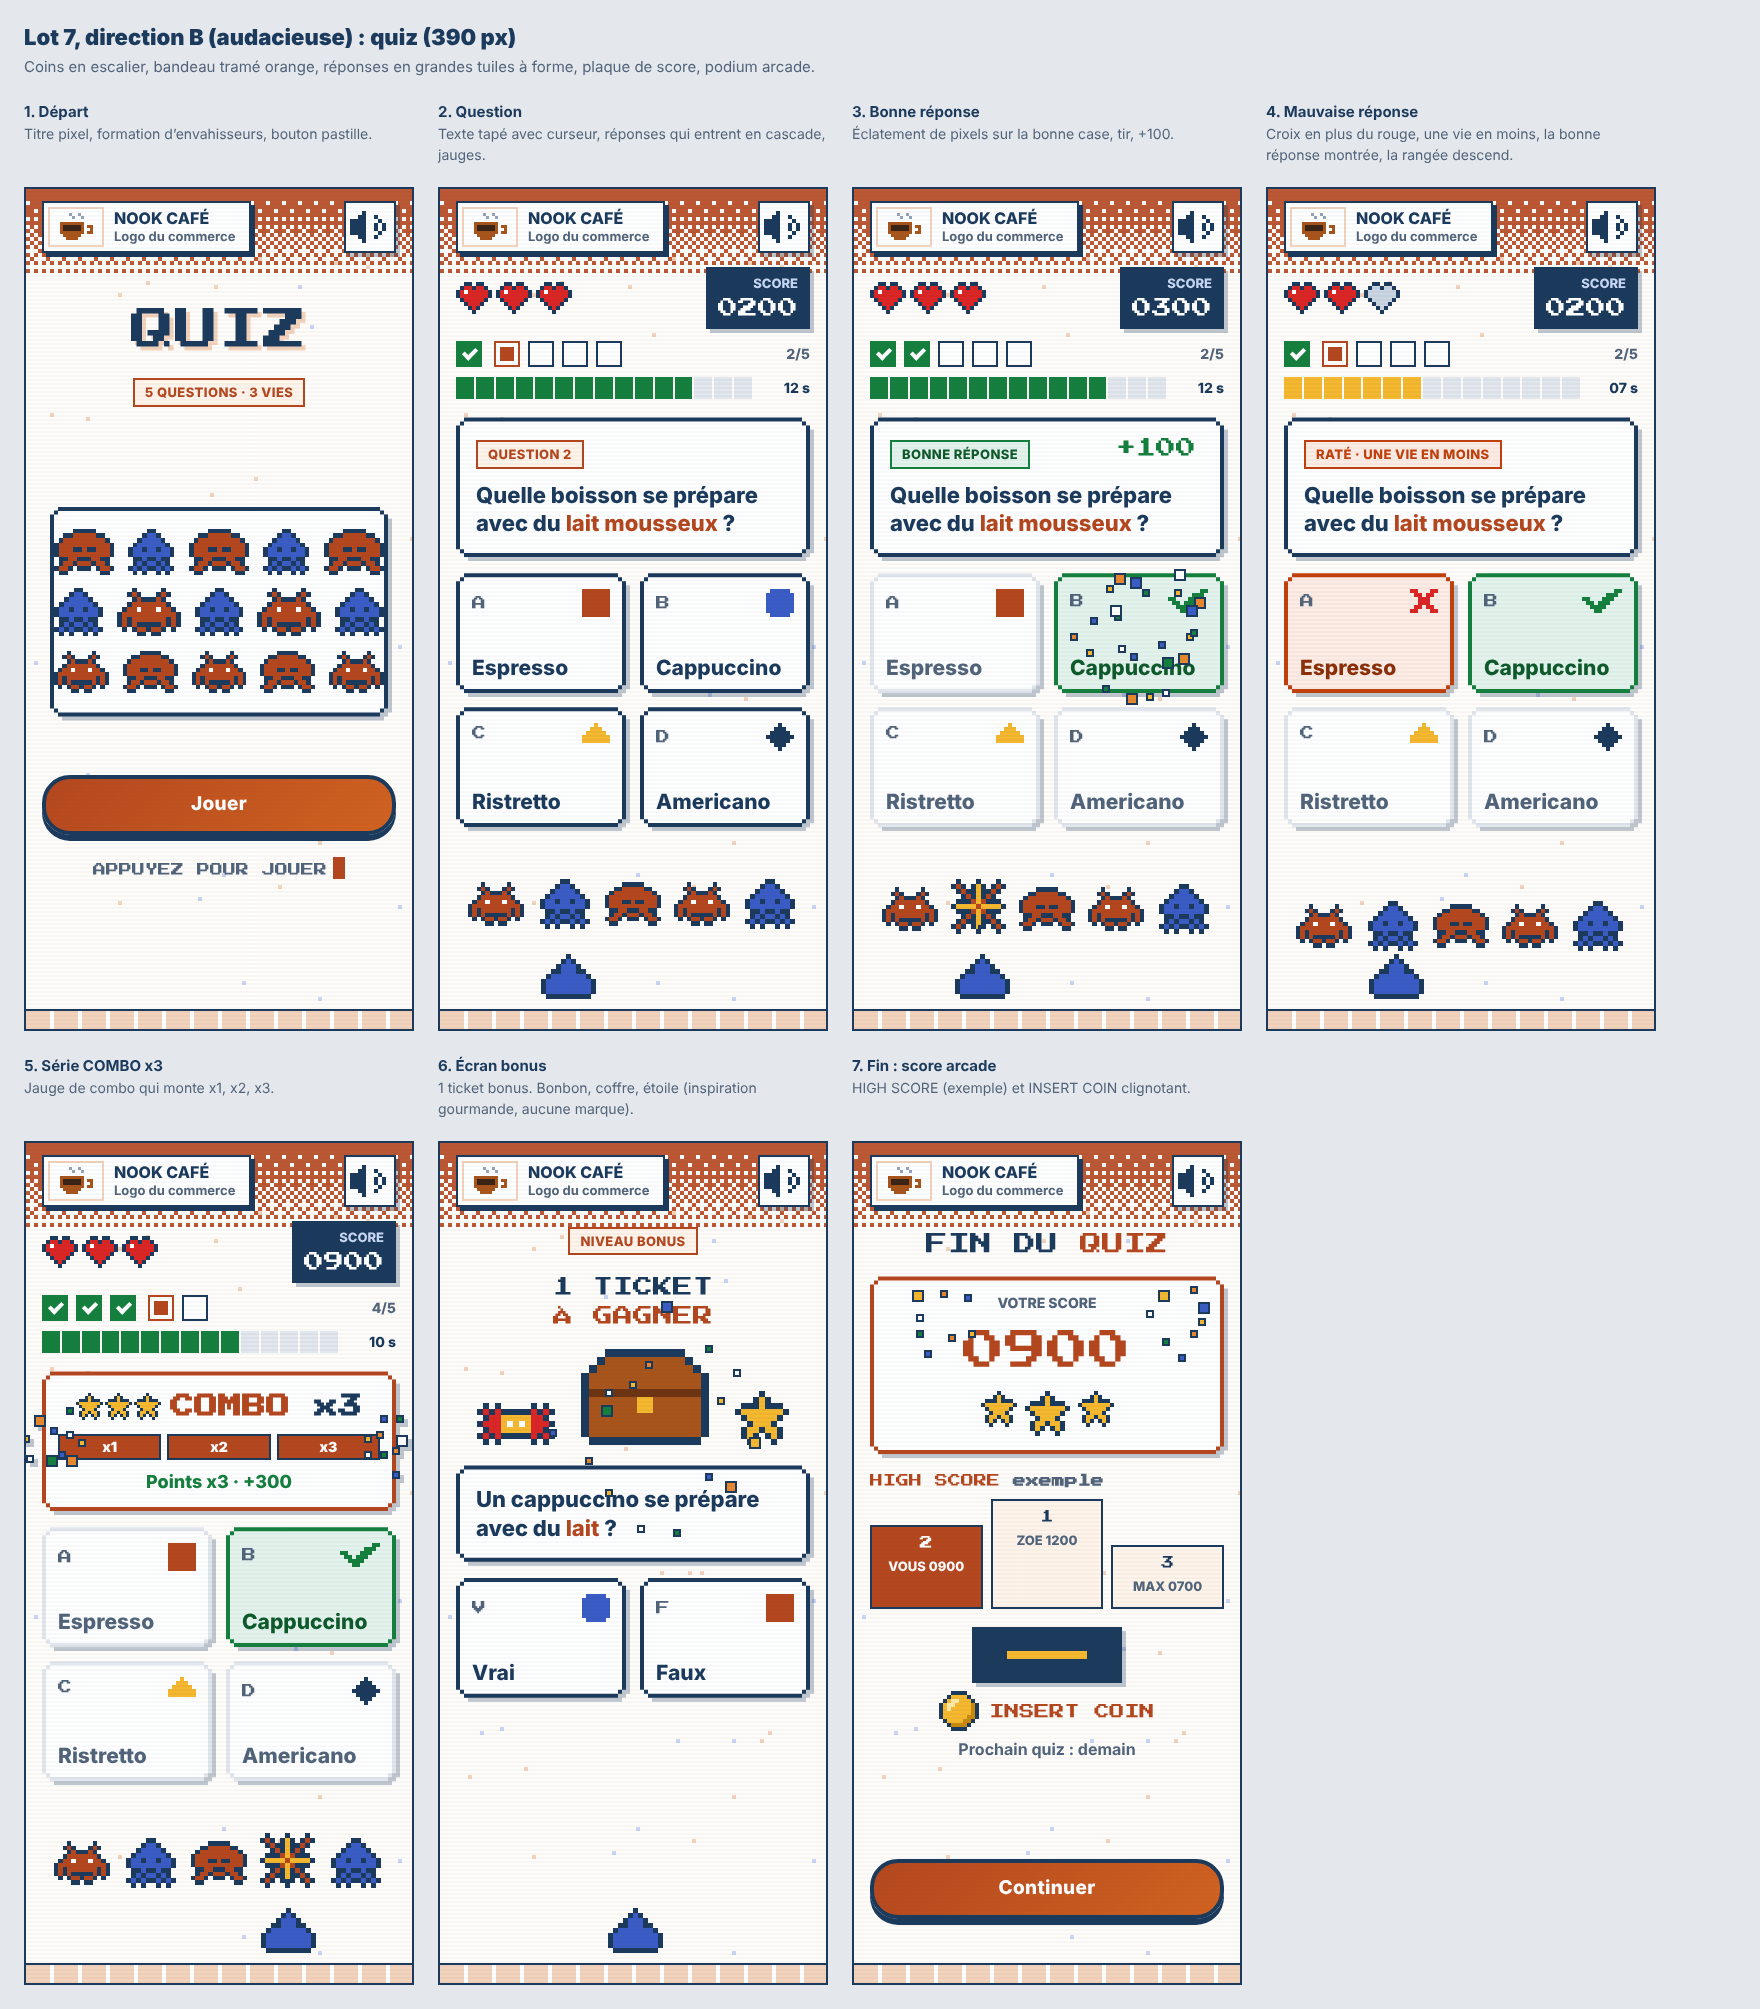 Lot 7, direction B (audacieuse) : quiz (390 px)
Coins en escalier, bandeau tramé orange, réponses en grandes tuiles à forme, plaque de score, podium arcade.
1. Départ
Titre pixel, formation d'envahisseurs, bouton pastille.
NOOK CAFÉ
Logo du commerce
QUIZ
5 QUESTIONS · 3 VIES
Jouer
APPUYEZ POUR JOUER
2. Question
Texte tapé avec curseur, réponses qui entrent en cascade,
jauges.
NOOK CAFÉ
Logo du commerce
SCORE
0200
2/5
12 s
QUESTION 2
Quelle boisson se prépare
avec du lait mousseux ?
A
Espresso
B
Cappuccino
C
Ristretto
D
Americano
3. Bonne réponse
Éclatement de pixels sur la bonne case, tir, +100.
NOOK CAFÉ
Logo du commerce
SCORE
0300
2/5
12 s
BONNE RÉPONSE
+100
Quelle boisson se prépare
avec du lait mousseux ?
A
Espresso
B
Cappuccino
C
Ristretto
D
Americano
4. Mauvaise réponse
Croix en plus du rouge, une vie en moins, la bonne
réponse montrée, la rangée descend.
NOOK CAFÉ
Logo du commerce
SCORE
0200
2/5
07 s
RATÉ · UNE VIE EN MOINS
Quelle boisson se prépare
avec du lait mousseux ?
A
Espresso
B
Cappuccino
C
Ristretto
D
Americano
5. Série COMBO x3
Jauge de combo qui monte x1, x2, x3.
NOOK CAFÉ
Logo du commerce
SCORE
0900
4/5
10 s
COMBO x3
x1 x2 x3
Points x3 · +300
A
Espresso
B
Cappuccino
C
Ristretto
D
Americano
6. Écran bonus
1 ticket bonus. Bonbon, coffre, étoile (inspiration
gourmande, aucune marque).
NOOK CAFÉ
Logo du commerce
NIVEAU BONUS
1 TICKET
À GAGNER
Un cappuccino se prépare
avec du lait ?
V
Vrai
F
Faux
7. Fin : score arcade
HIGH SCORE (exemple) et INSERT COIN clignotant.
NOOK CAFÉ
Logo du commerce
FIN DU QUIZ
VOTRE SCORE
0900
HIGH SCORE exemple
2
VOUS 0900
1
ZOE 1200
3
MAX 0700
INSERT COIN
Prochain quiz : demain
Continuer